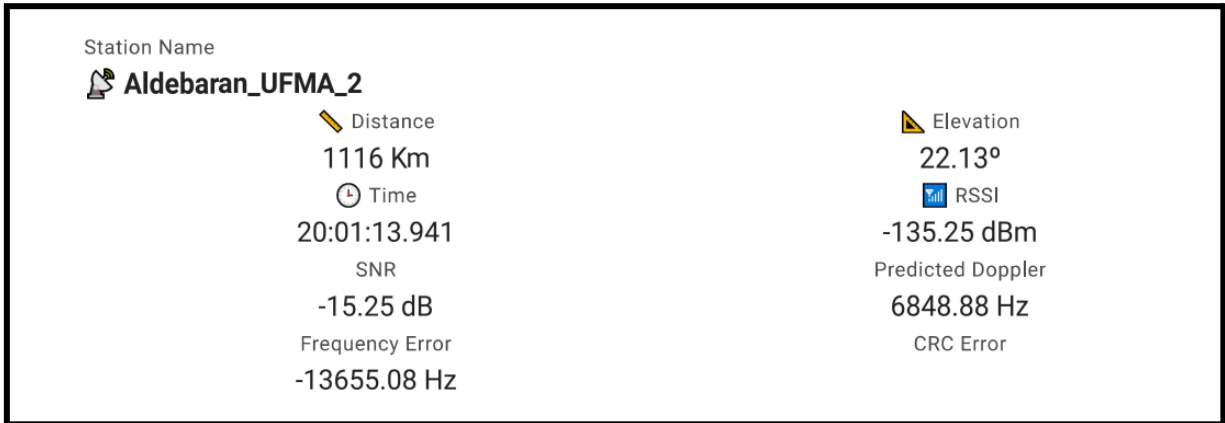 Station Name
Aldebaran_UFMA_2
Distance Elevation
1116 Km 22.13º
Time RSSI
20:01:13.941 -135.25 dBm
SNR Predicted Doppler
-15.25 dB 6848.88 Hz
Frequency Error CRC Error
-13655.08 Hz